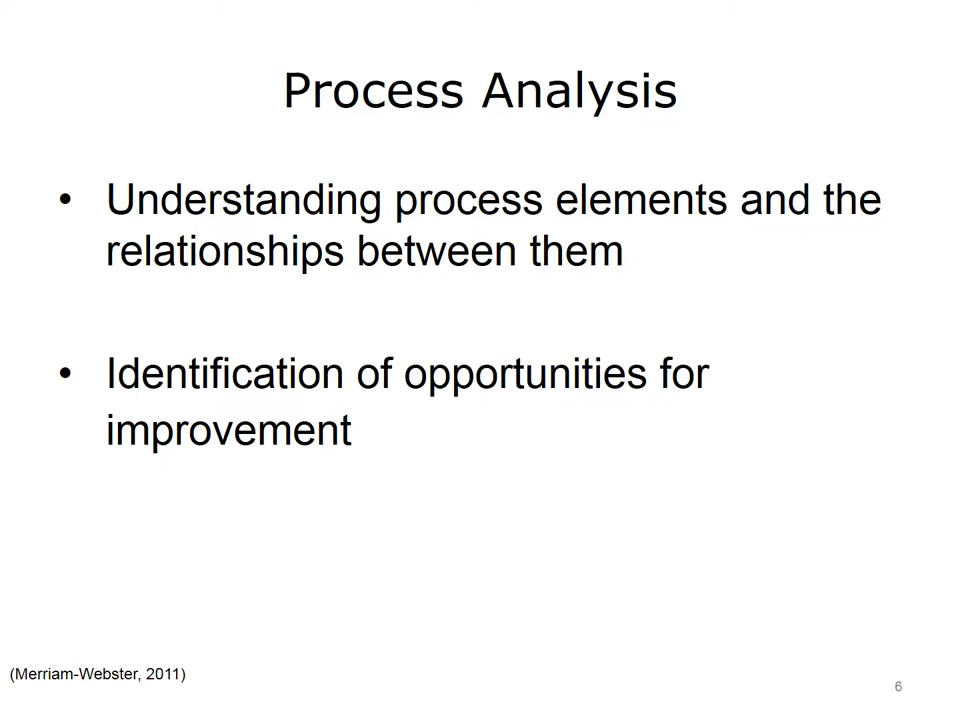 Process Analysis
• Understanding process elements and the
relationships between them
• Identification of opportunities for
improvement
(Merriam-Webster, 2011)
6